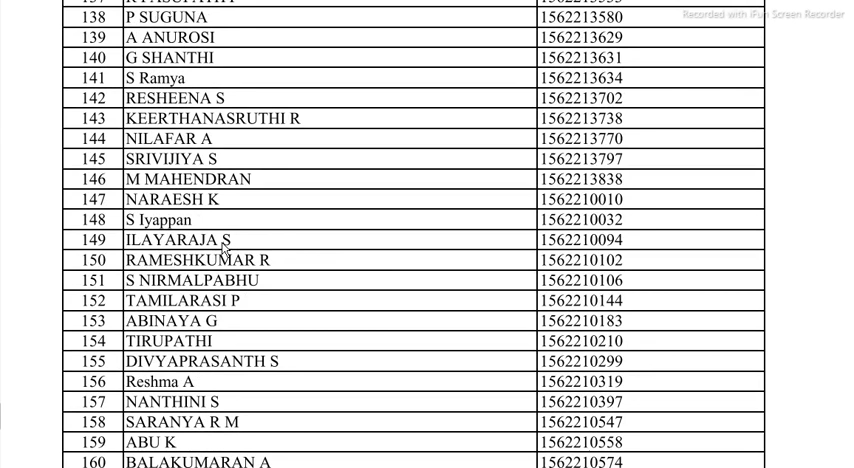 138 P SUGUNA 1562213580
Recorded with iFun Screen Recorder
139 A ANUROSI 1562213629
140 G SHANTHI 1562213631
141 S Ramya 1562213634
142 RESHEENA S 1562213702
143 KEERTHANASRUTHI R 1562213738
144 NILAFAR A 1562213770
145 SRIVIJIYA S 1562213797
146 M MAHENDRAN 1562213838
147 NARAESH K 1562210010
148 S Iyappan 1562210032
149 ILAYARAJA S 1562210094
150 RAMESHKUMAR R 1562210102
151 S NIRMALPABHU 1562210106
152 TAMILARASI P 1562210144
153 ABINAYA G 1562210183
154 TIRUPATHI 1562210210
155 DIVYAPRASANTH S 1562210299
156 Reshma A 1562210319
157 NANTHINI S 1562210397
158 SARANYA R M 1562210547
159 ABU K 1562210558
160 BALAKUMARAN A 1562210574